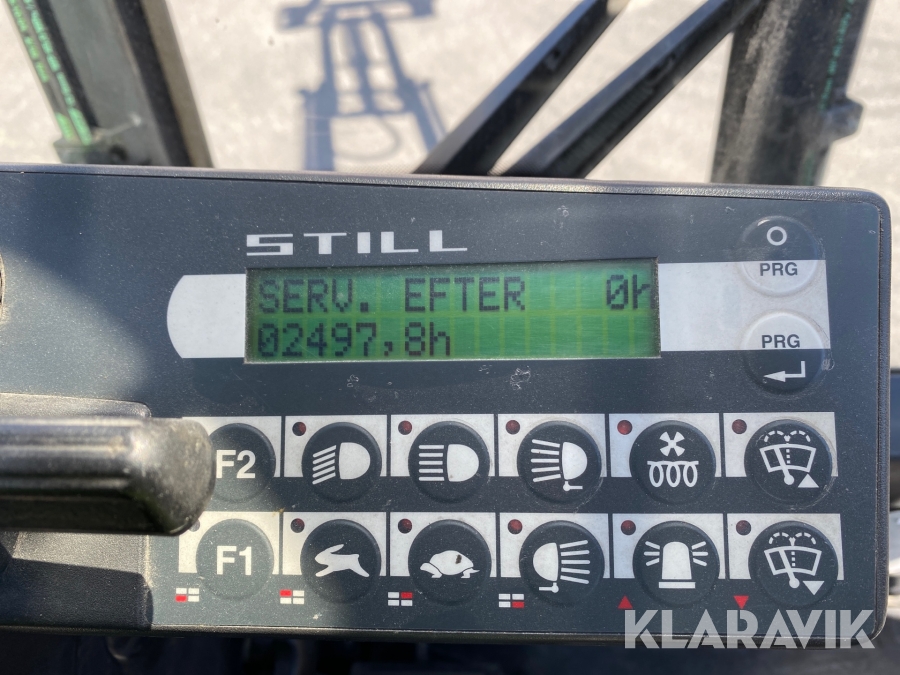 STILL
SERV. EFTER 0h
02497,8h
PRG
PRG
F2
F1
KLARAVIK